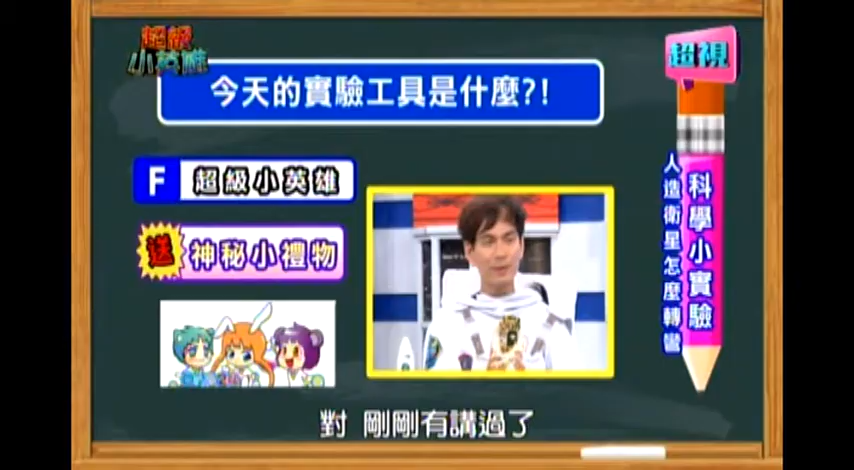 超級
小英雄
超視
今天的實驗工具是什麼?!
F 超級小英雄
送 神秘小禮物
科學小實驗
人造衛星怎麼轉彎
對 剛剛有講過了